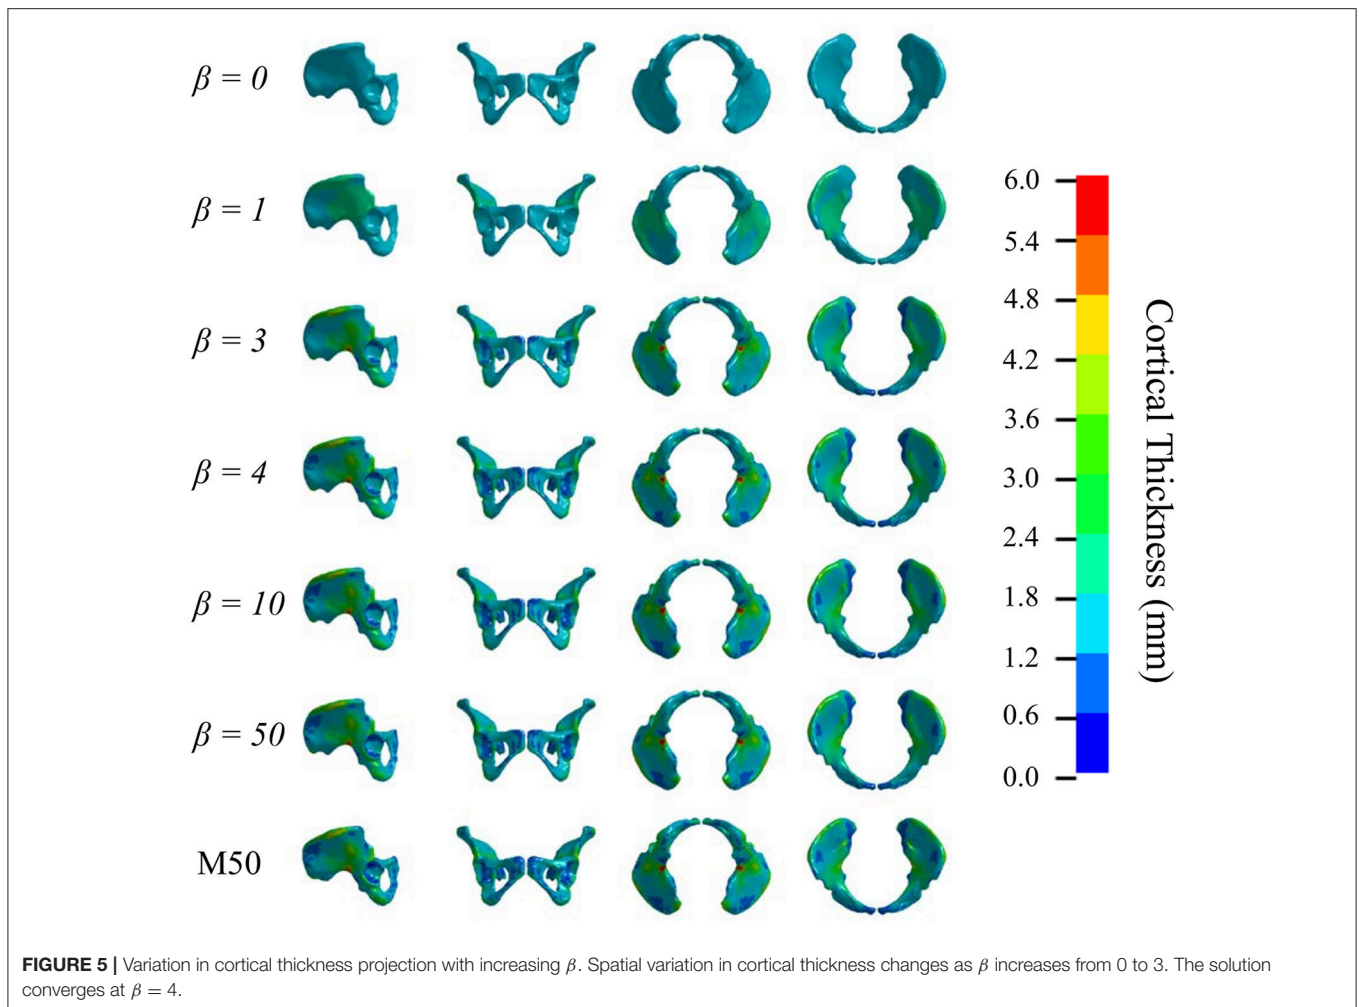 β = 0
β = 1
β = 3
β = 4
β = 10
β = 50
M50
6.0
5.4
4.8
4.2
3.6
3.0
2.4
1.8
1.2
0.6
0.0
Cortical Thickness (mm)
FIGURE 5 | Variation in cortical thickness projection with increasing β. Spatial variation in cortical thickness changes as β increases from 0 to 3. The solution
converges at β = 4.